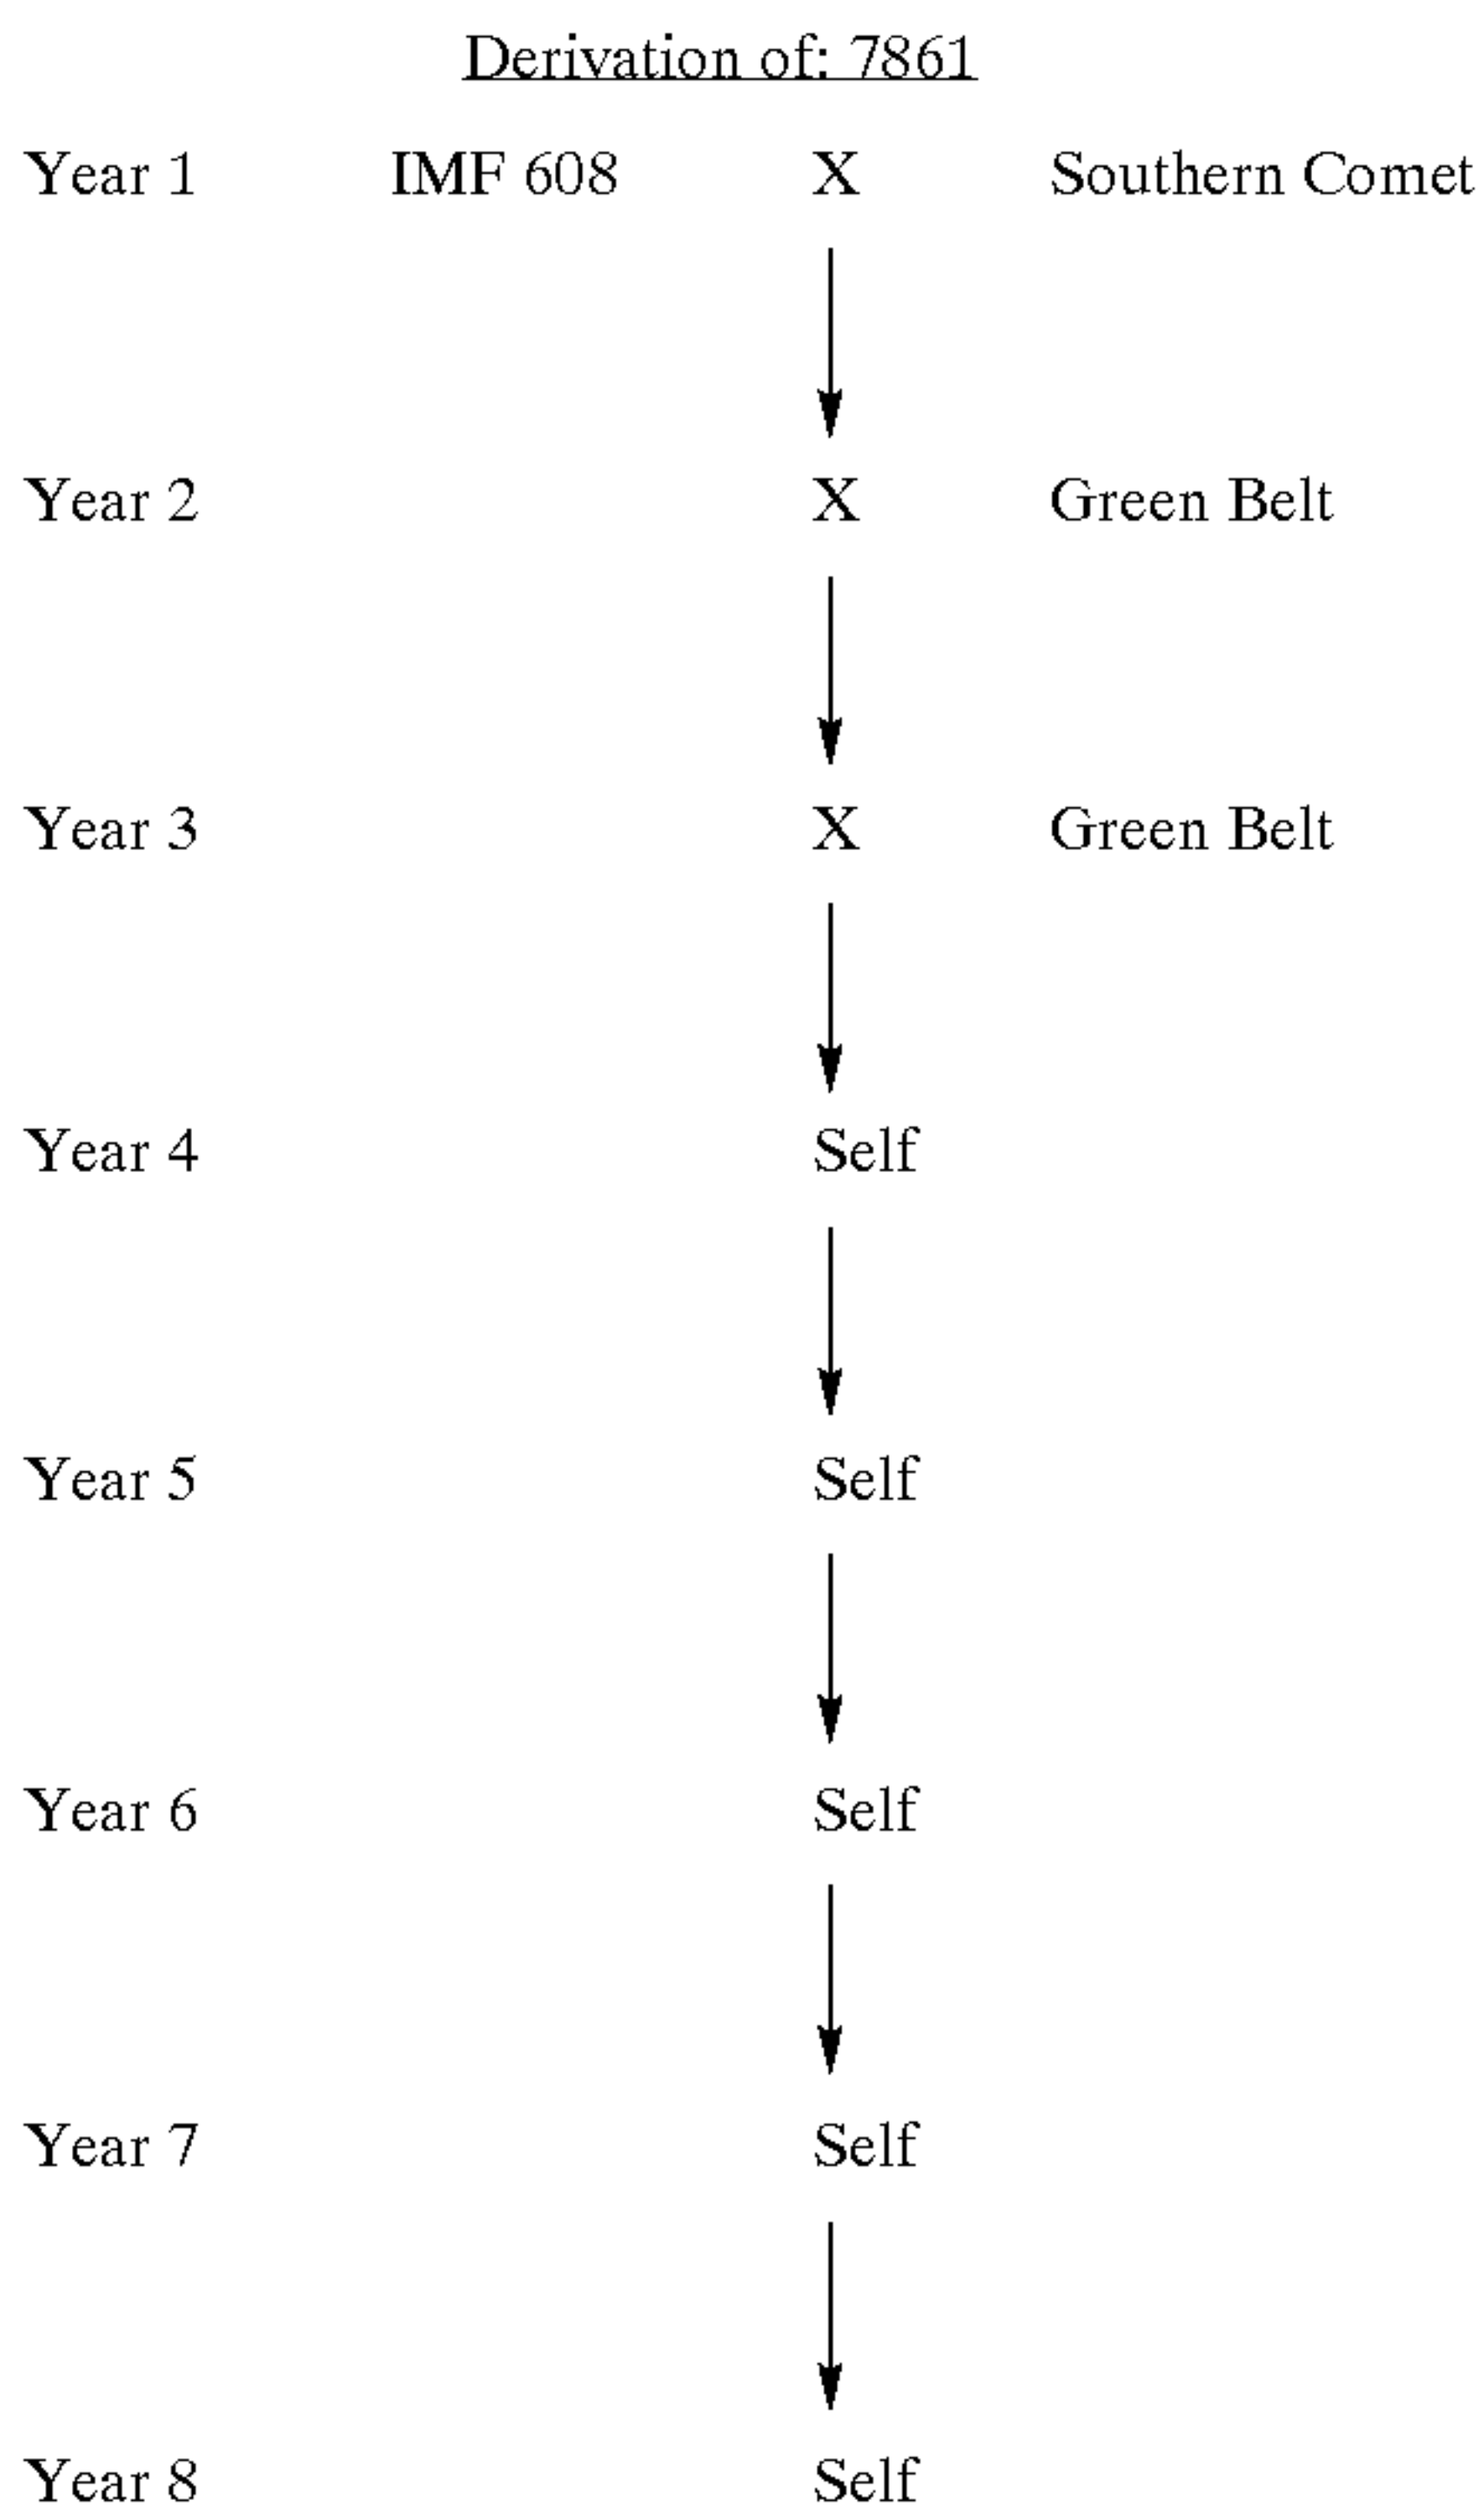 Derivation of: 7861
Year 1 IMF 608 X Southern Comet
Year 2 X Green Belt
Year 3 X Green Belt
Year 4 Self
Year 5 Self
Year 6 Self
Year 7 Self
Year 8 Self